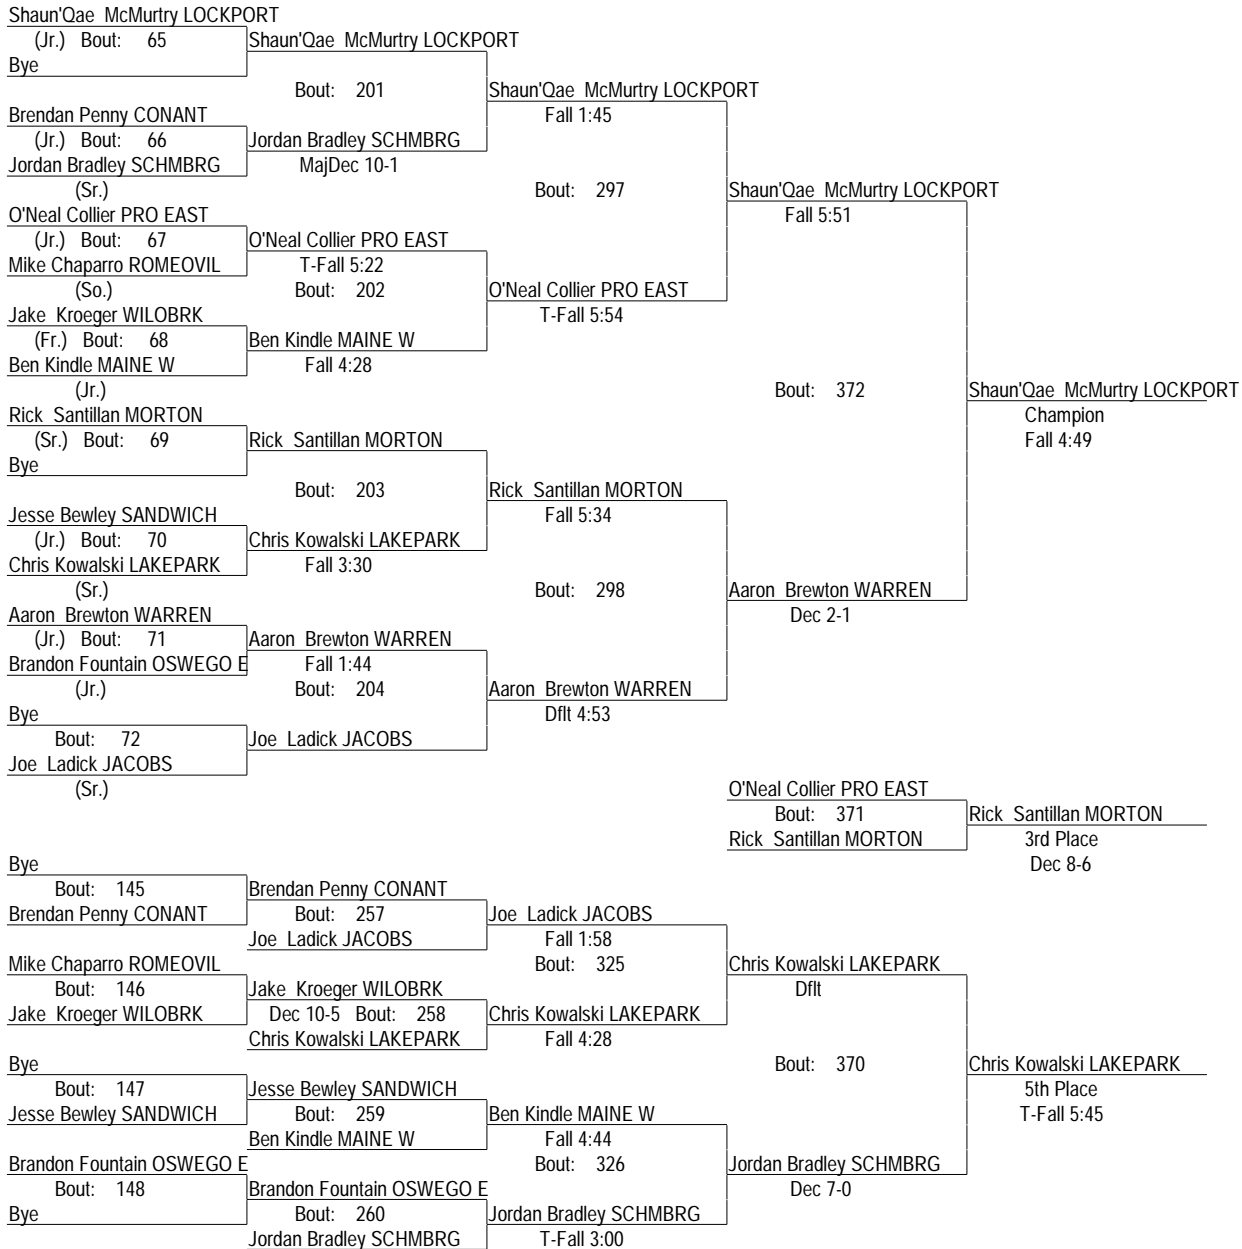 Shaun'Qae McMurtry LOCKPORT
(Jr.) Bout: 65 Shaun'Qae McMurtry LOCKPORT
Bye
Bout: 201 Shaun'Qae McMurtry LOCKPORT
Brendan Penny CONANT Fall 1:45
(Jr.) Bout: 66 Jordan Bradley SCHMBRG
Jordan Bradley SCHMBRG MajDec 10-1
(Sr.) Bout: 297 Shaun'Qae McMurtry LOCKPORT
O'Neal Collier PRO EAST Fall 5:51
(Jr.) Bout: 67 O'Neal Collier PRO EAST
Mike Chaparro ROMEOVIL T-Fall 5:22
(So.) Bout: 202 O'Neal Collier PRO EAST
Jake Kroeger WILOBRK T-Fall 5:54
(Fr.) Bout: 68 Ben Kindle MAINE W
Ben Kindle MAINE W Fall 4:28
(Jr.) Bout: 372 Shaun'Qae McMurtry LOCKPORT
Rick Santillan MORTON Champion
(Sr.) Bout: 69 Rick Santillan MORTON Fall 4:49
Bye
Bout: 203 Rick Santillan MORTON
Jesse Bewley SANDWICH Fall 5:34
(Jr.) Bout: 70 Chris Kowalski LAKEPARK
Chris Kowalski LAKEPARK Fall 3:30
(Sr.) Bout: 298 Aaron Brewton WARREN
Aaron Brewton WARREN Dec 2-1
(Jr.) Bout: 71 Aaron Brewton WARREN
Brandon Fountain OSWEGO E Fall 1:44
(Jr.) Bout: 204 Aaron Brewton WARREN
Bye Dflt 4:53
Bout: 72 Joe Ladick JACOBS
Joe Ladick JACOBS
(Sr.) O'Neal Collier PRO EAST
Bout: 371 Rick Santillan MORTON
Rick Santillan MORTON 3rd Place
Bye Dec 8-6
Bout: 145 Brendan Penny CONANT
Brendan Penny CONANT Bout: 257 Joe Ladick JACOBS
Joe Ladick JACOBS Fall 1:58
Mike Chaparro ROMEOVIL Bout: 325 Chris Kowalski LAKEPARK
Bout: 146 Jake Kroeger WILOBRK Dflt
Jake Kroeger WILOBRK Dec 10-5 Bout: 258 Chris Kowalski LAKEPARK
Chris Kowalski LAKEPARK Fall 4:28
Bye Bout: 370 Chris Kowalski LAKEPARK
Bout: 147 Jesse Bewley SANDWICH 5th Place
Jesse Bewley SANDWICH Bout: 259 Ben Kindle MAINE W T-Fall 5:45
Ben Kindle MAINE W Fall 4:44
Brandon Fountain OSWEGO E Bout: 326 Jordan Bradley SCHMBRG
Bout: 148 Brandon Fountain OSWEGO E Dec 7-0
Bye Bout: 260 Jordan Bradley SCHMBRG
Jordan Bradley SCHMBRG T-Fall 3:00